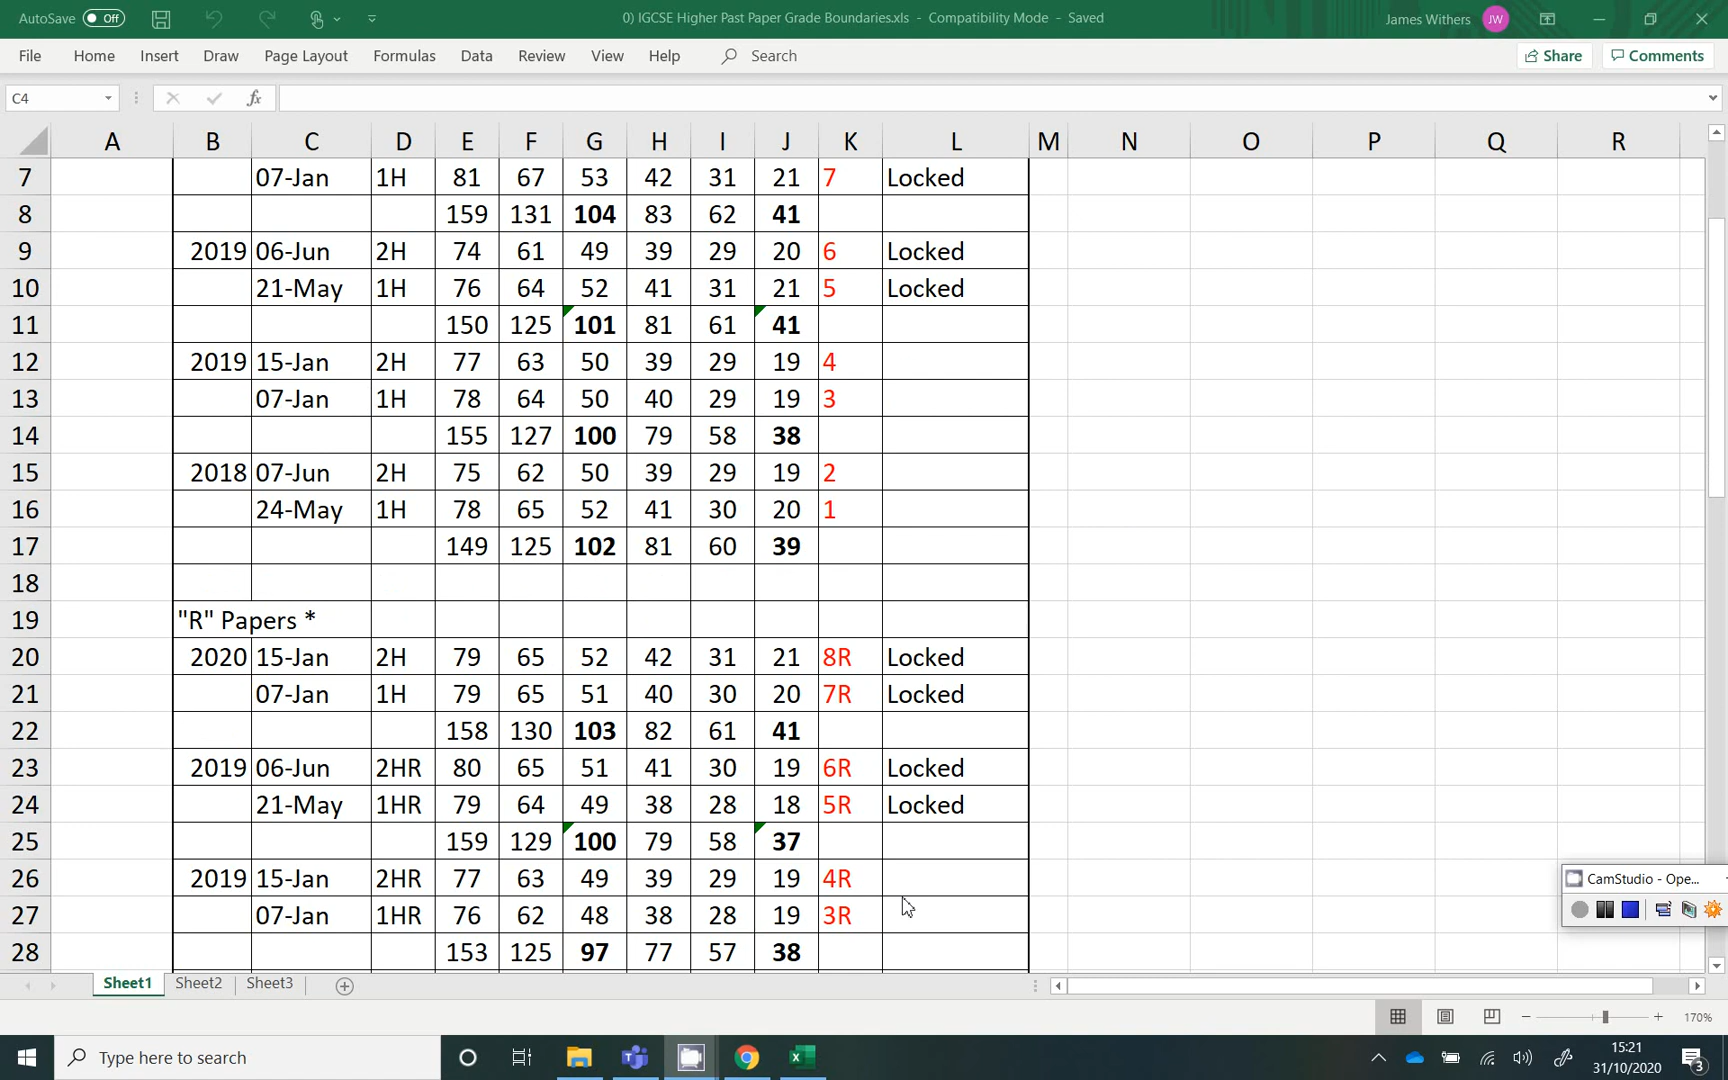 AutoSave Off 0) IGCSE Higher Past Paper Grade Boundaries.xls - Compatibility Mode - Saved James Withers JW
File Home Insert Draw Page Layout Formulas Data Review View Help Search Share Comments
C4 fx
A B C D E F G H I J K L M N O P Q R
7 07-Jan 1H 81 67 53 42 31 21 7 Locked
8 159 131 104 83 62 41
9 2019 06-Jun 2H 74 61 49 39 29 20 6 Locked
10 21-May 1H 76 64 52 41 31 21 5 Locked
11 150 125 101 81 61 41
12 2019 15-Jan 2H 77 63 50 39 29 19 4
13 07-Jan 1H 78 64 50 40 29 19 3
14 155 127 100 79 58 38
15 2018 07-Jun 2H 75 62 50 39 29 19 2
16 24-May 1H 78 65 52 41 30 20 1
17 149 125 102 81 60 39
18
19 "R" Papers *
20 2020 15-Jan 2H 79 65 52 42 31 21 8R Locked
21 07-Jan 1H 79 65 51 40 30 20 7R Locked
22 158 130 103 82 61 41
23 2019 06-Jun 2HR 80 65 51 41 30 19 6R Locked
24 21-May 1HR 79 64 49 38 28 18 5R Locked
25 159 129 100 79 58 37
26 2019 15-Jan 2HR 77 63 49 39 29 19 4R
27 07-Jan 1HR 76 62 48 38 28 19 3R
28 153 125 97 77 57 38
CamStudio - Ope...
Sheet1 Sheet2 Sheet3
170%
Type here to search
15:21
31/10/2020
3